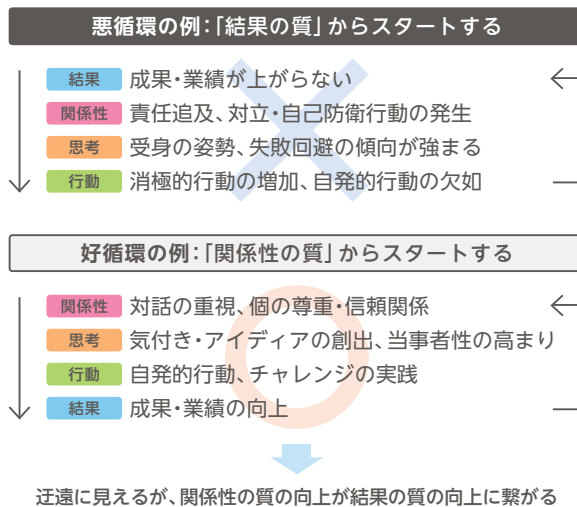 悪循環の例：「結果の質」からスタートする
結果 成果・業績が上がらない
関係性 責任追及、対立・自己防衛行動の発生
思考 受身の姿勢、失敗回避の傾向が強まる
行動 消極的行動の増加、自発的行動の欠如
好循環の例：「関係性の質」からスタートする
関係性 対話の重視、個の尊重・信頼関係
思考 気付き・アイディアの創出、当事者性の高まり
行動 自発的行動、チャレンジの実践
結果 成果・業績の向上
迂遠に見えるが、関係性の質の向上が結果の質の向上に繋がる